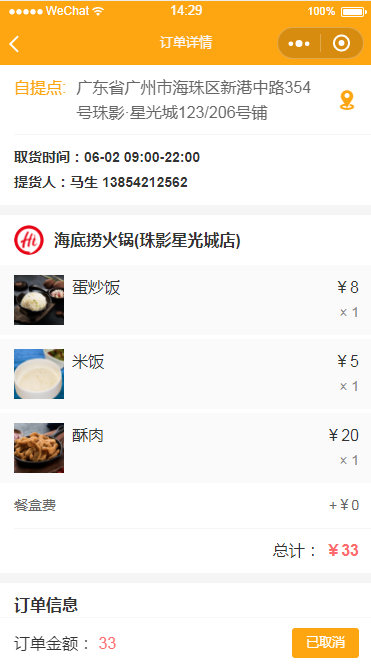 WeChat 14:29 100%
订单详情
自提点: 广东省广州市海珠区新港中路354
号珠影·星光城123/206号铺
取货时间：06-02 09:00-22:00
提货人：马生 13854212562
Hi 海底捞火锅(珠影星光城店)
蛋炒饭 ￥8
× 1
米饭 ￥5
× 1
酥肉 ￥20
× 1
餐盒费 +￥0
总计： ￥33
订单信息
订单金额： 33 已取消